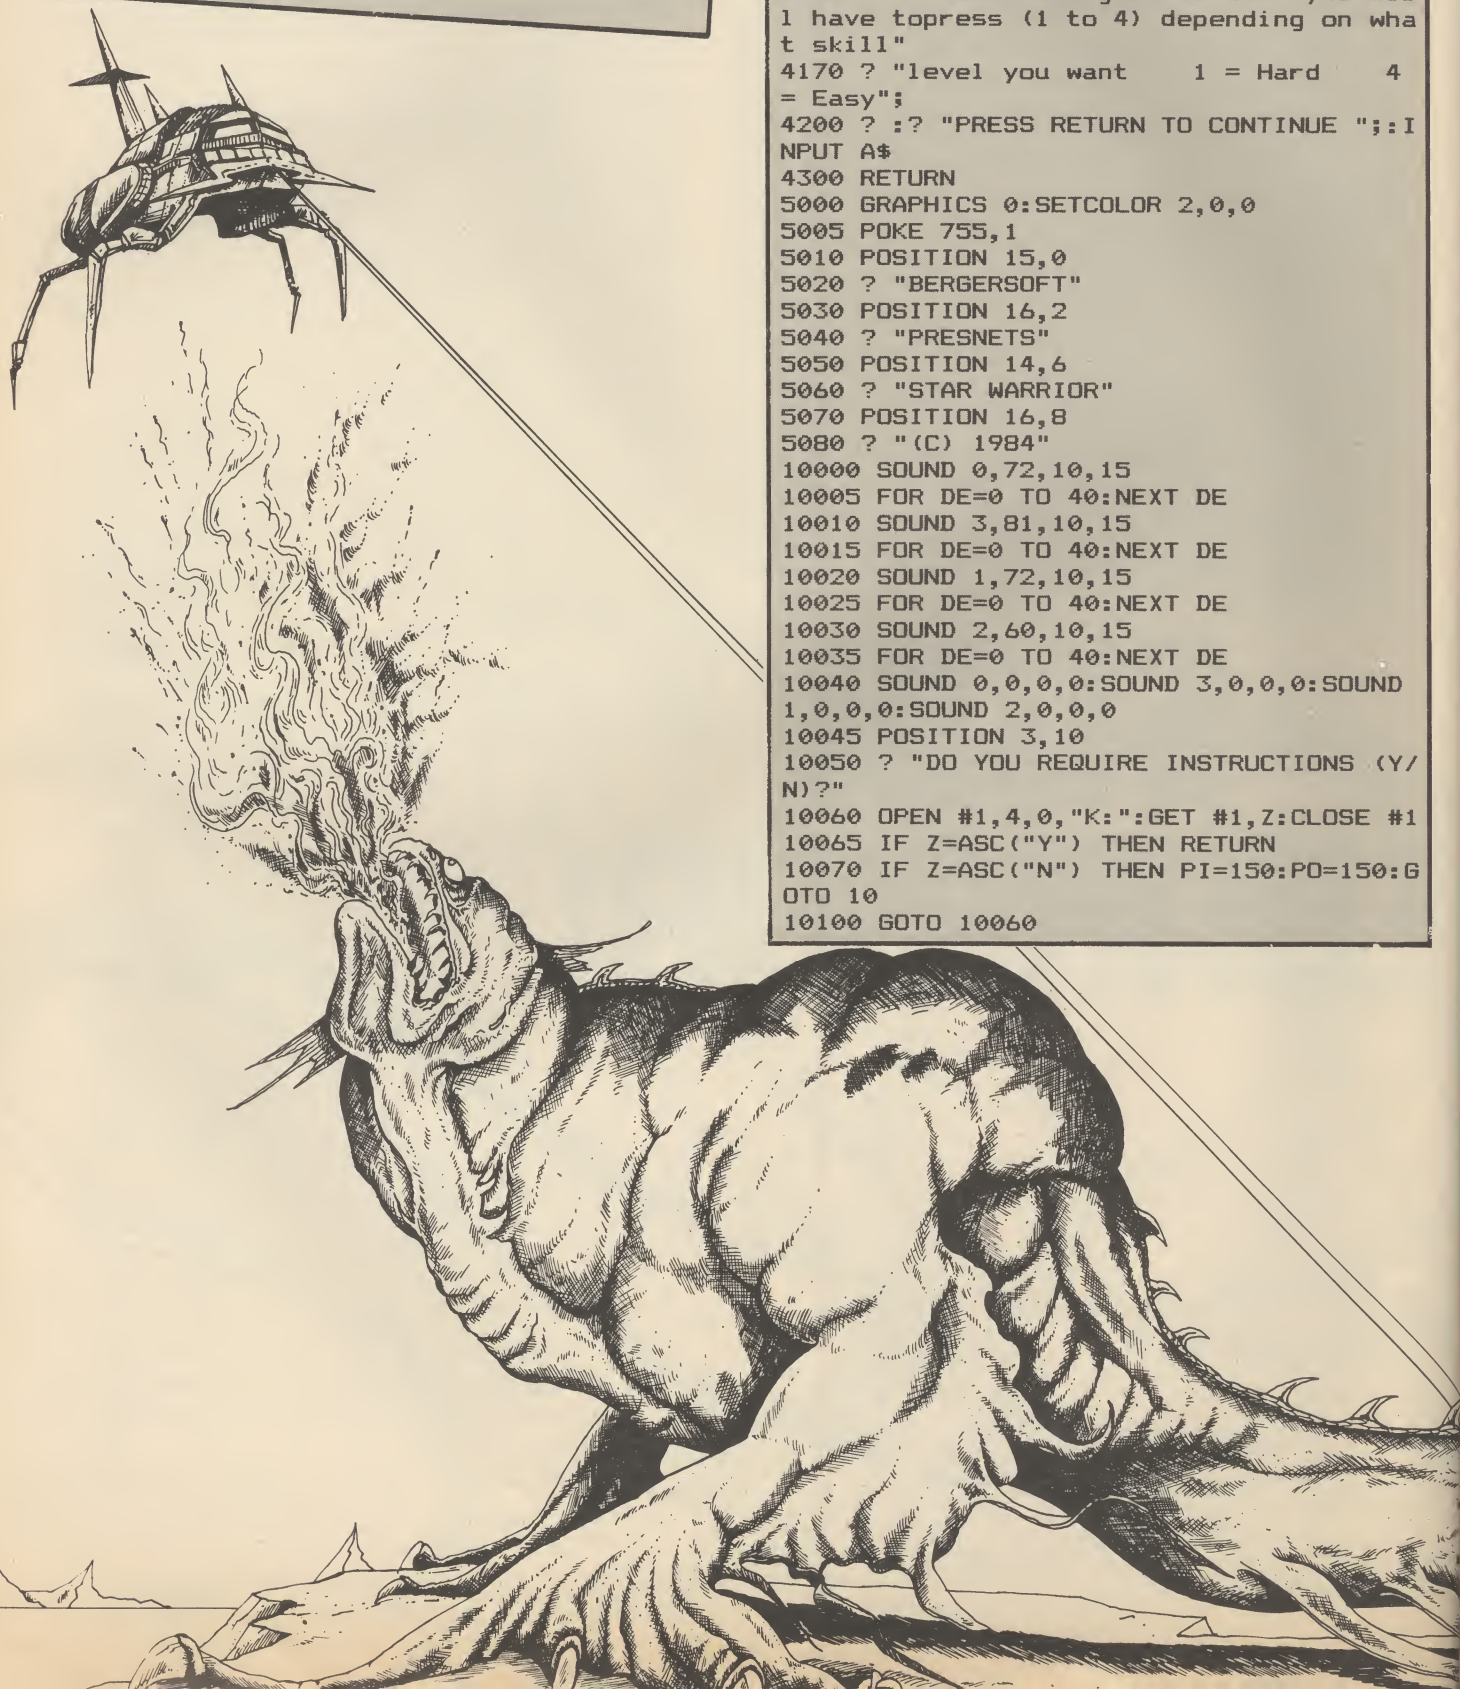 l have topress (1 to 4) depending on wha
t skill"
4170 ? "level you want    1 = Hard    4
= Easy";
4200 ? :? "PRESS RETURN TO CONTINUE ";:I
NPUT A$
4300 RETURN
5000 GRAPHICS 0:SETCOLOR 2,0,0
5005 POKE 755,1
5010 POSITION 15,0
5020 ? "BERGERSOFT"
5030 POSITION 16,2
5040 ? "PRESNETS"
5050 POSITION 14,6
5060 ? "STAR WARRIOR"
5070 POSITION 16,8
5080 ? "(C) 1984"
10000 SOUND 0,72,10,15
10005 FOR DE=0 TO 40:NEXT DE
10010 SOUND 3,81,10,15
10015 FOR DE=0 TO 40:NEXT DE
10020 SOUND 1,72,10,15
10025 FOR DE=0 TO 40:NEXT DE
10030 SOUND 2,60,10,15
10035 FOR DE=0 TO 40:NEXT DE
10040 SOUND 0,0,0,0:SOUND 3,0,0,0:SOUND
1,0,0,0:SOUND 2,0,0,0
10045 POSITION 3,10
10050 ? "DO YOU REQUIRE INSTRUCTIONS (Y/
N)?"
10060 OPEN #1,4,0,"K:":GET #1,Z:CLOSE #1
10065 IF Z=ASC("Y") THEN RETURN
10070 IF Z=ASC("N") THEN PI=150:PO=150:G
OTO 10
10100 GOTO 10060